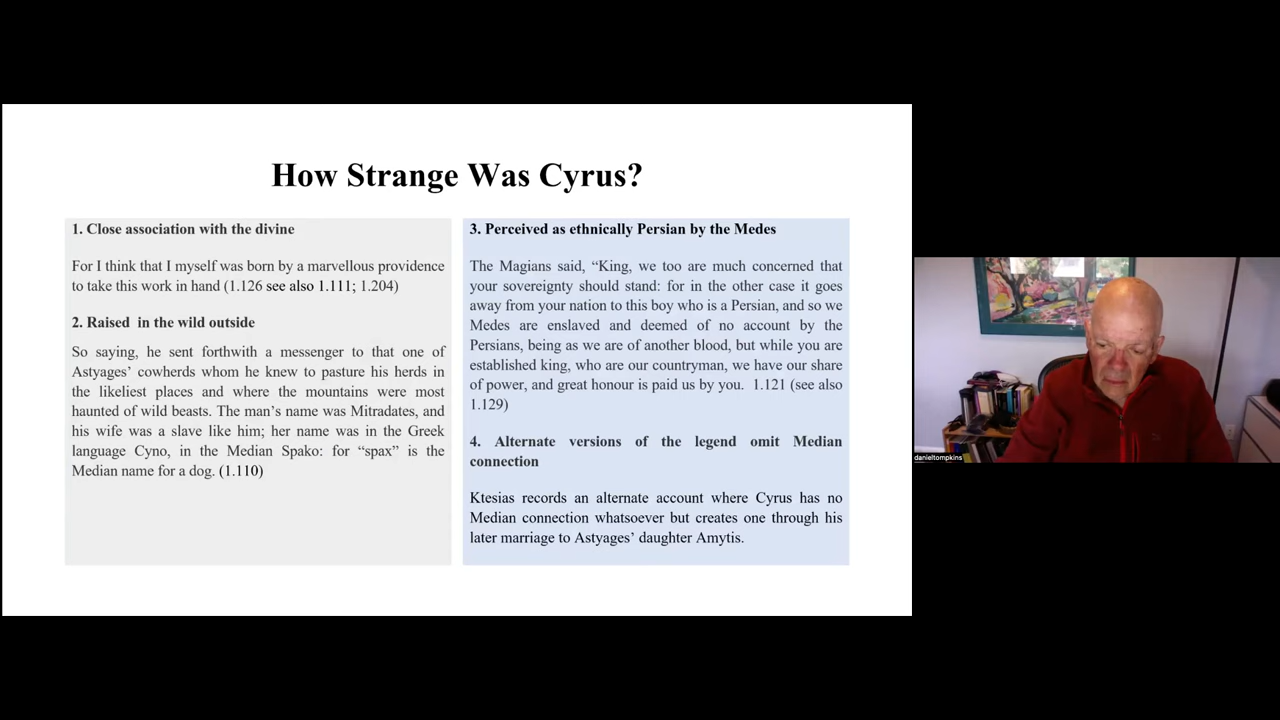 How Strange Was Cyrus?
1. Close association with the divine
For I think that I myself was born by a marvellous providence
to take this work in hand (1.126 see also 1.111; 1.204)
2. Raised in the wild outside
So saying, he sent forthwith a messenger to that one of
Astyages’ cowherds whom he knew to pasture his herds in
the likeliest places and where the mountains were most
haunted of wild beasts. The man’s name was Mitradates, and
his wife was a slave like him; her name was in the Greek
language Cyno, in the Median Spako: for “spax” is the
Median name for a dog. (1.110)
3. Perceived as ethnically Persian by the Medes
The Magians said, “King, we too are much concerned that
your sovereignty should stand: for in the other case it goes
away from your nation to this boy who is a Persian, and so we
Medes are enslaved and deemed of no account by the
Persians, being as we are of another blood, but while you are
established king, who are our countryman, we have our share
of power, and great honour is paid us by you. 1.121 (see also
1.129)
4. Alternate versions of the legend omit Median
connection
Ktesias records an alternate account where Cyrus has no
Median connection whatsoever but creates one through his
later marriage to Astyages’ daughter Amytis.
danieltompkins